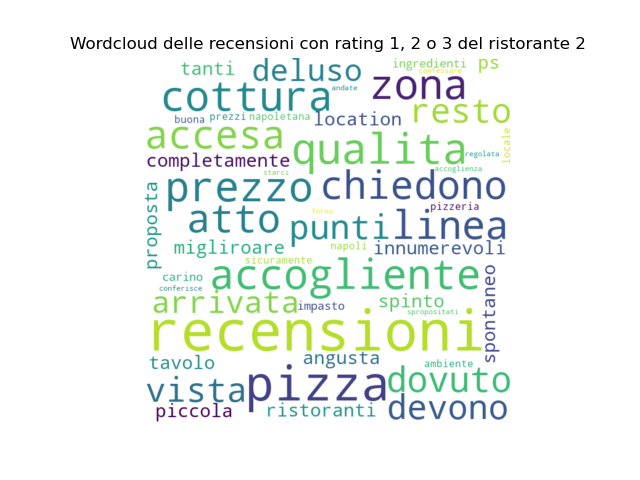 Wordcloud delle recensioni con rating 1, 2 o 3 del ristorante 2
tanti deluso ingredienti confessare ps
cottura andate zona
buona prezzi napoletana location resto
accesa qualita regolata locale
completamente starci accoglienza
proposta prezzo chiedono
atto forno pizzeria
punti linea
migliroare napoli innumerevoli
sicuramente
carino accogliente
conferisce spontaneo
arrivata impasto spinto
spropositati
recensioni
tavolo angusta ambiente
vista pizza dovuto
piccola ristoranti devono